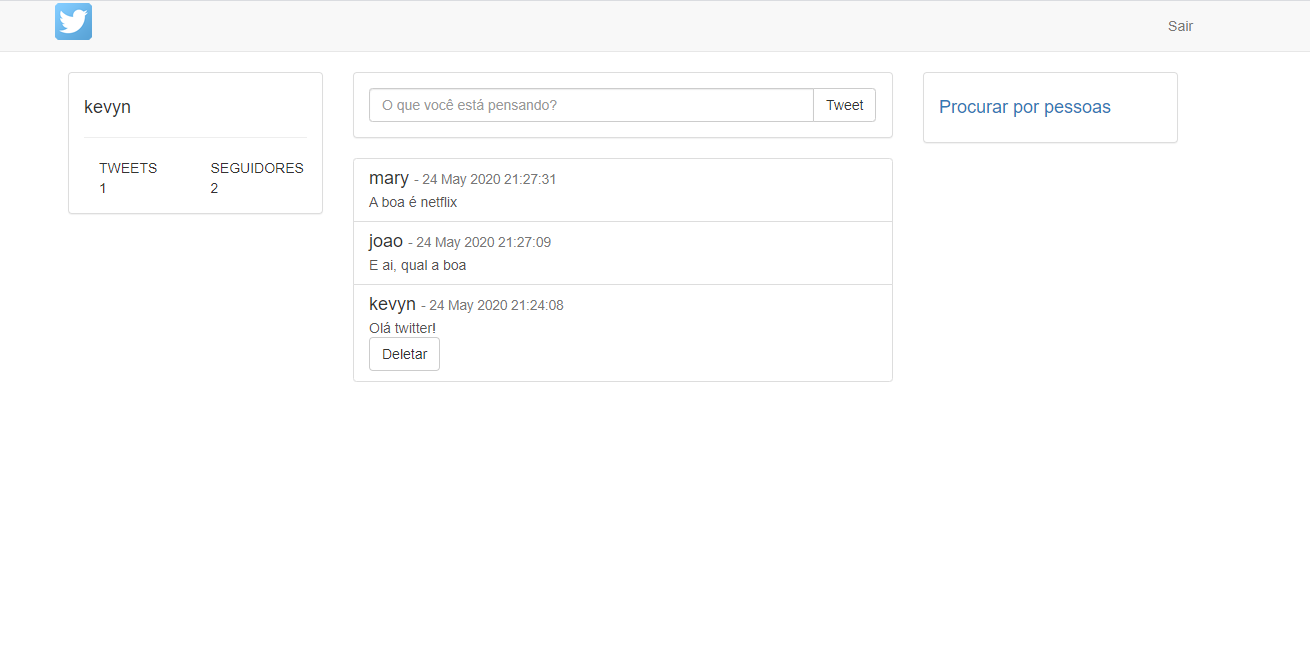 Sair
kevyn
TWEETS SEGUIDORES
1 2
O que você está pensando? Tweet
mary - 24 May 2020 21:27:31
A boa é netflix
joao - 24 May 2020 21:27:09
E ai, qual a boa
kevyn - 24 May 2020 21:24:08
Olá twitter!
Deletar
Procurar por pessoas